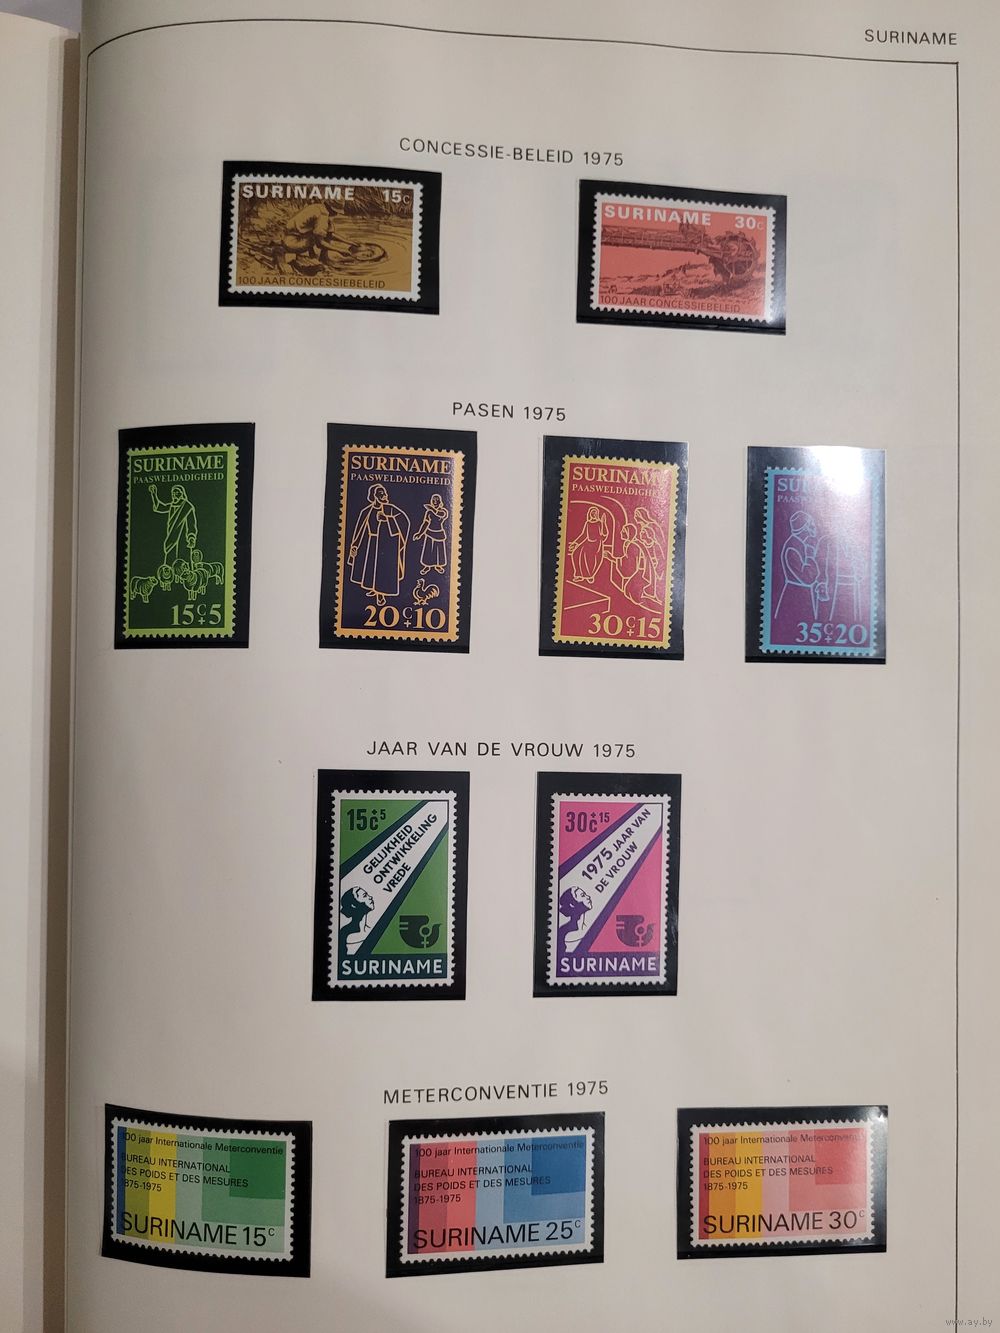 SURINAME
CONCESSIE-BELEID 1975
SURINAME 15c
100 JAAR CONCESSIEBELEID
SURINAME 30c
100 JAAR CONCESSIEBELEID
PASEN 1975
SURINAME
PAASWELDADIGHEID
15c+5
SURINAME
PAASWELDADIGHEID
20c+10
SURINAME
PAASWELDADIGHEID
30c+15
35c+20
JAAR VAN DE VROUW 1975
15c+5
GELIJKHEID
ONTWIKKELING
VREDE
SURINAME
30c+15
1975 JAAR VAN
DE VROUW
SURINAME
METERCONVENTIE 1975
100 jaar Internationale Meterconventie
BUREAU INTERNATIONAL
DES POIDS ET DES MESURES
1875-1975
SURINAME 15c
100 jaar Internationale Meterconventie
BUREAU INTERNATIONAL
DES POIDS ET DES MESURES
1875-1975
SURINAME 25c
100 jaar Internationale Meterconventie
BUREAU INTERNATIONAL
DES POIDS ET DES MESURES
1875-1975
SURINAME 30c
www.ay.by